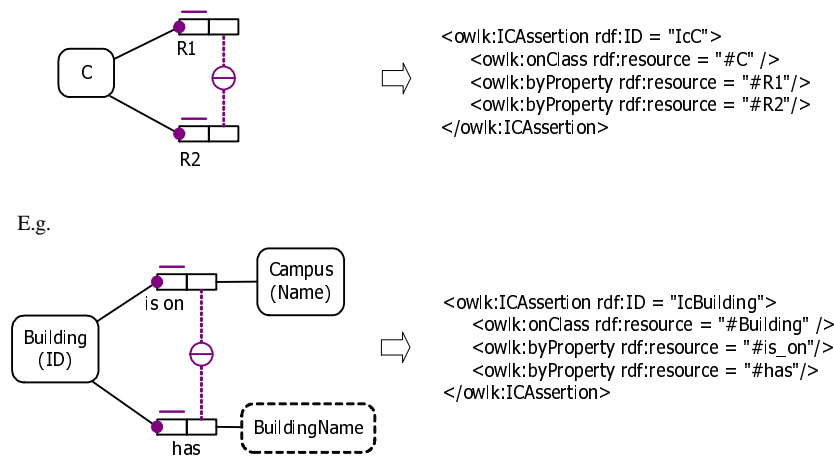 C
R1
R2
<owlk:ICAssertion rdf:ID = "IcC">
<owlk:onClass rdf:resource = "#C" />
<owlk:byProperty rdf:resource = "#R1"/>
<owlk:byProperty rdf:resource = "#R2"/>
</owlk:ICAssertion>
E.g.
Building
(ID)
is on
Campus
(Name)
has
BuildingName
<owlk:ICAssertion rdf:ID = "IcBuilding">
<owlk:onClass rdf:resource = "#Building" />
<owlk:byProperty rdf:resource = "#is_on"/>
<owlk:byProperty rdf:resource = "#has"/>
</owlk:ICAssertion>